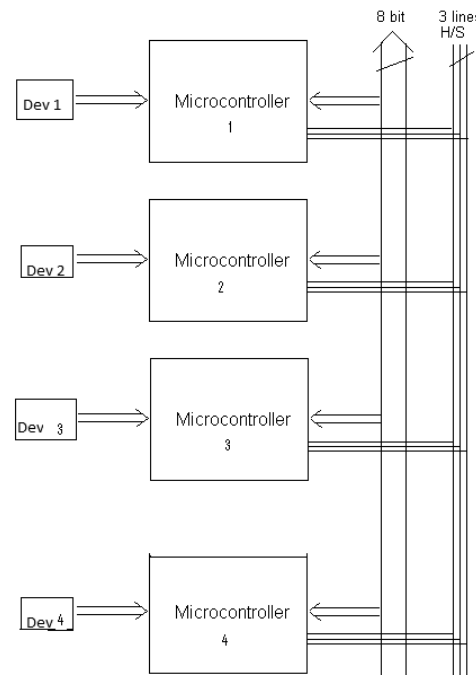 8 bit 3 lines
H/S
Dev 1 Microcontroller
1
Dev 2 Microcontroller
2
Dev 3 Microcontroller
3
Dev 4 Microcontroller
4